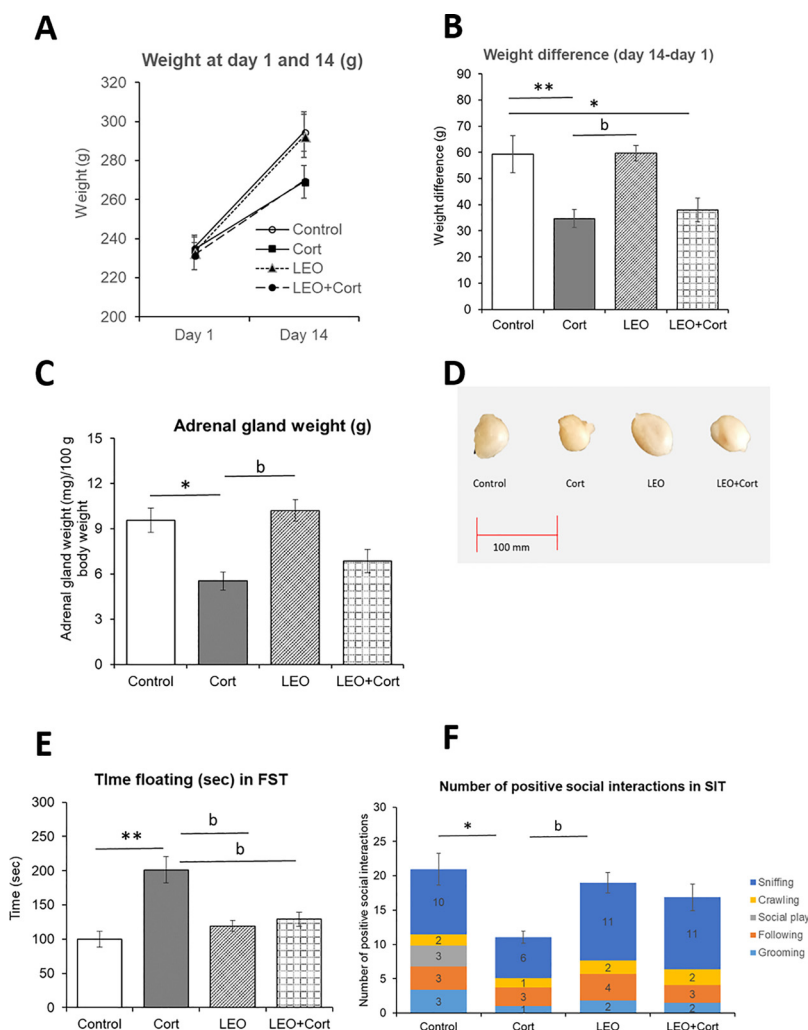 A
Weight at day 1 and 14 (g)
320
300
280
260
240
220
200
Weight (g)
Control
Cort
LEO
LEO+Cort
Day 1
Day 14
B
Weight difference (day 14-day 1)
90
80
70
60
50
40
30
20
10
0
Weight difference (g)
**
*
b
Control
Cort
LEO
LEO+Cort
C
Adrenal gland weight (g)
15
12
9
6
3
0
Adrenal gland weight (mg)/100 g
body weight
*
b
Control
Cort
LEO
LEO+Cort
D
Control
Cort
LEO
LEO+Cort
100 mm
E
TIme floating (sec) in FST
300
250
200
150
100
50
0
Time (sec)
**
b
b
Control
Cort
LEO
LEO+Cort
F
Number of positive social interactions in SIT
30
25
20
15
10
5
0
Number of positive social interactions
*
b
10
2
3
3
3
6
1
3
1
11
2
4
2
11
2
3
2
Control
Cort
LEO
LEO+Cort
Sniffing
Crawling
Social play
Following
Grooming